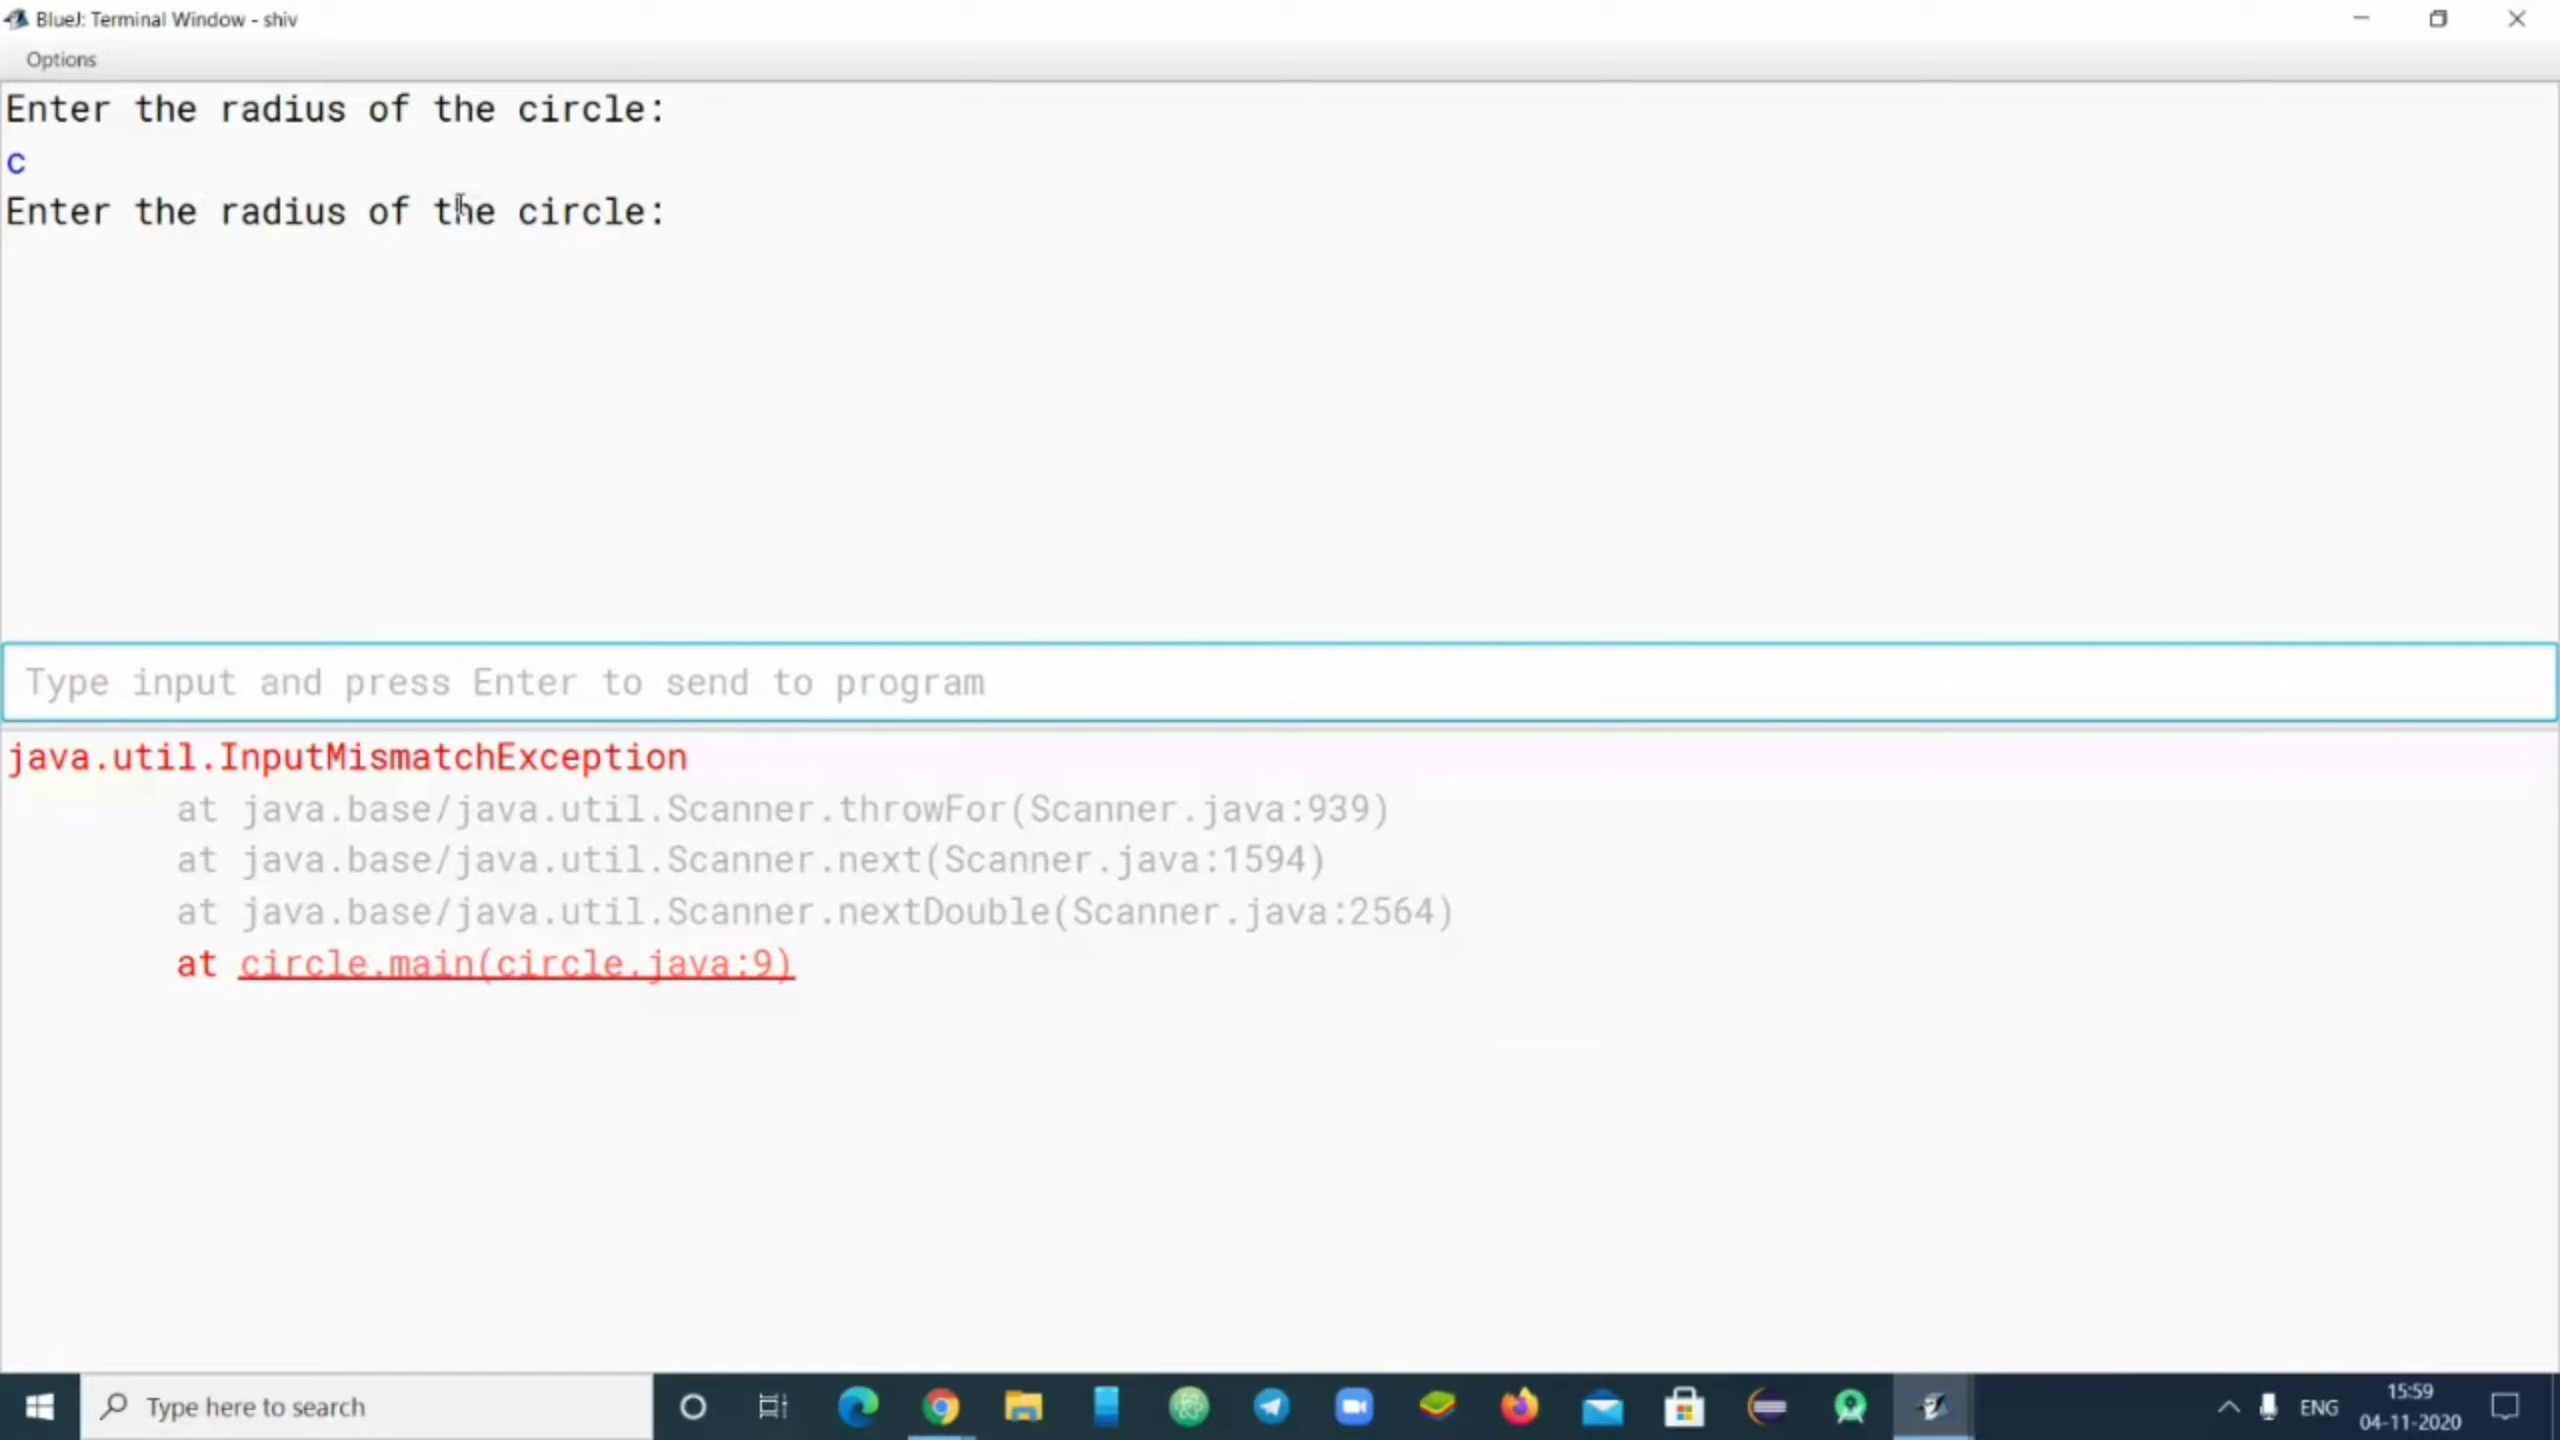 BlueJ: Terminal Window - shiv
Options
Enter the radius of the circle:
c
Enter the radius of the circle:
Type input and press Enter to send to program
java.util.InputMismatchException
at java.base/java.util.Scanner.throwFor(Scanner.java:939)
at java.base/java.util.Scanner.next(Scanner.java:1594)
at java.base/java.util.Scanner.nextDouble(Scanner.java:2564)
at circle.main(circle.java:9)
Type here to search
ENG
15:59
04-11-2020